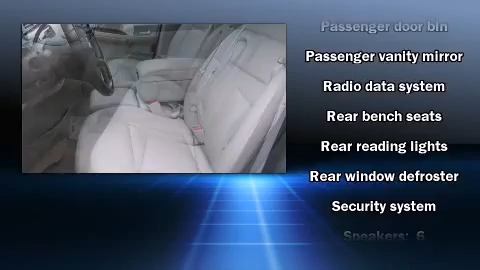 Passenger door bin
Passenger vanity mirror
Radio data system
Rear bench seats
Rear reading lights
Rear window defroster
Security system
Speakers: 6